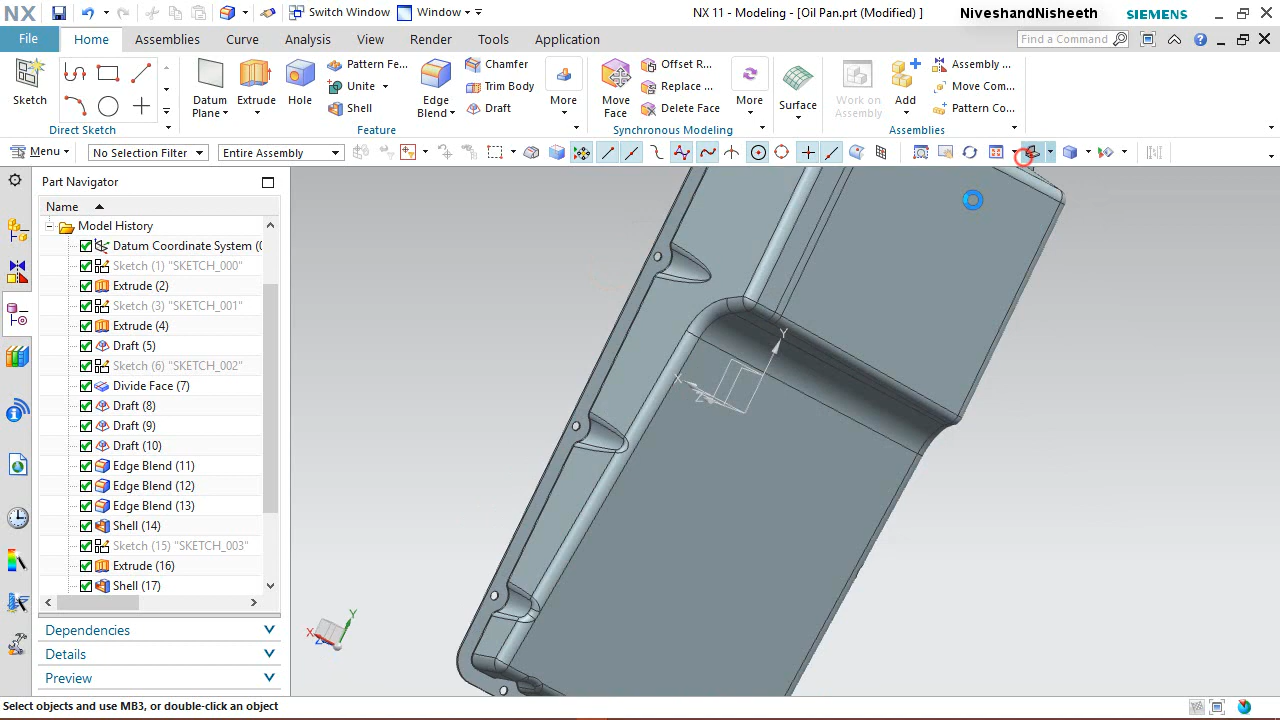 NX
Switch Window
Window
NX 11 - Modeling - [Oil Pan.prt (Modified) ]
NiveshandNisheeth
SIEMENS
File
Home
Assemblies
Curve
Analysis
View
Render
Tools
Application
Find a Command
Sketch
Direct Sketch
Datum
Plane
Extrude
Hole
Pattern Fe...
Unite
Shell
Edge
Blend
Chamfer
Trim Body
Draft
More
Feature
Move
Face
Offset R...
Replace ...
Delete Face
More
Synchronous Modeling
Surface
Work on
Assembly
Add
Assembly ...
Move Com...
Pattern Co...
Assemblies
Menu
No Selection Filter
Entire Assembly
Part Navigator
Name
Model History
Datum Coordinate System (0
Sketch (1) "SKETCH_000"
Extrude (2)
Sketch (3) "SKETCH_001"
Extrude (4)
Draft (5)
Sketch (6) "SKETCH_002"
Divide Face (7)
Draft (8)
Draft (9)
Draft (10)
Edge Blend (11)
Edge Blend (12)
Edge Blend (13)
Shell (14)
Sketch (15) "SKETCH_003"
Extrude (16)
Shell (17)
Dependencies
Details
Preview
Y
X
Z
Y
X
Z
Select objects and use MB3, or double-click an object